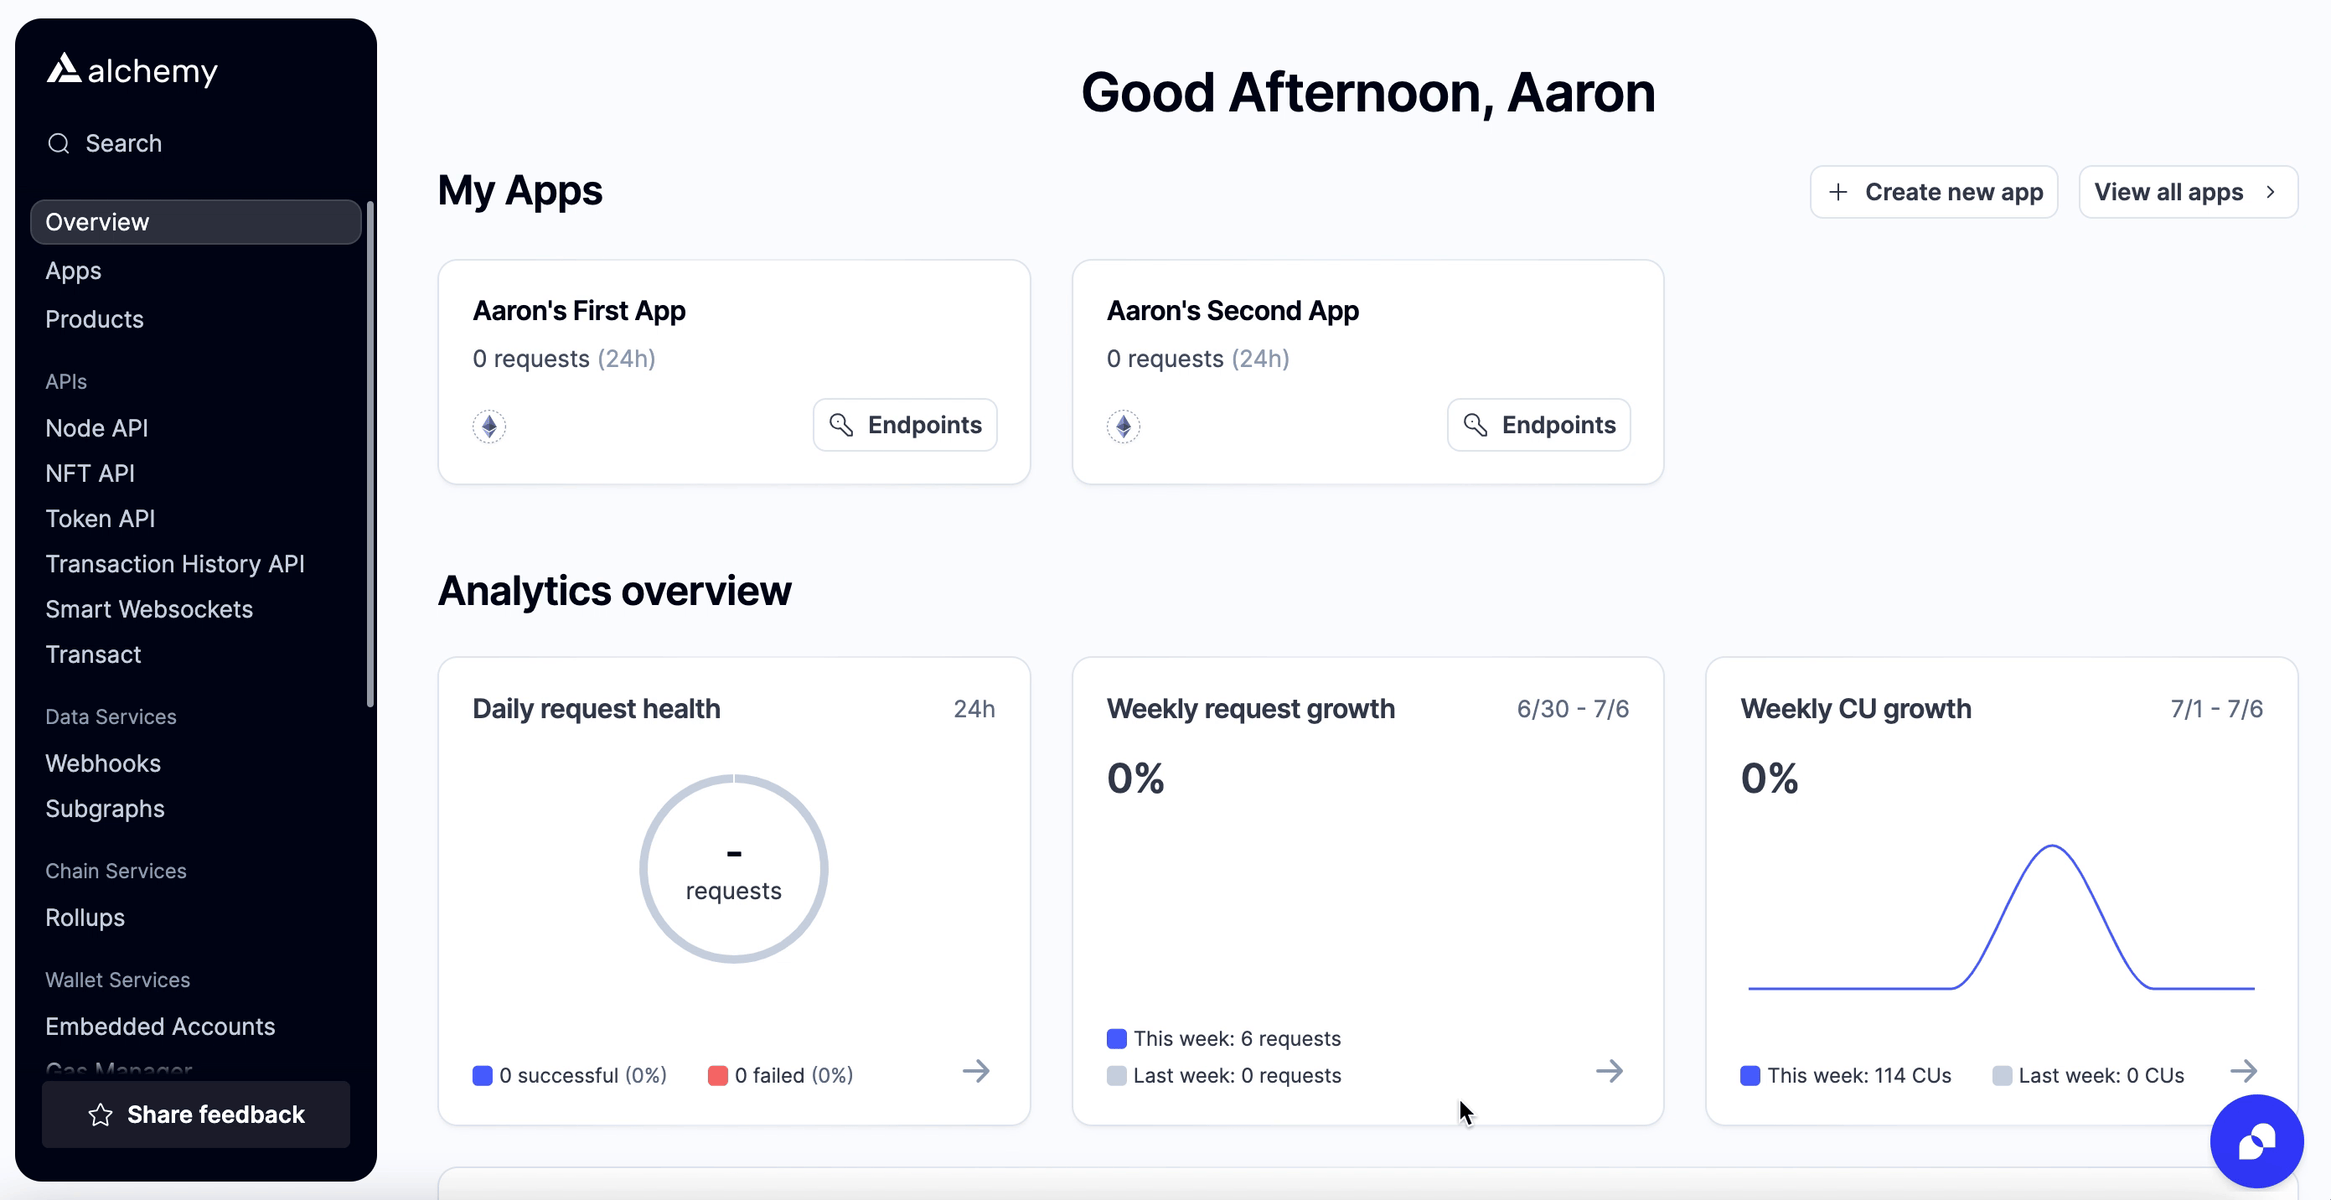 alchemy
Search
Overview
Apps
Products
APIs
Node API
NFT API
Token API
Transaction History API
Smart Websockets
Transact
Data Services
Webhooks
Subgraphs
Chain Services
Rollups
Wallet Services
Embedded Accounts
Gas Manager
Share feedback
Good Afternoon, Aaron
My Apps
Create new app
View all apps
Aaron's First App
0 requests (24h)
Endpoints
Aaron's Second App
0 requests (24h)
Endpoints
Analytics overview
Daily request health 24h
-
requests
0 successful (0%) 0 failed (0%)
Weekly request growth 6/30 - 7/6
0%
This week: 6 requests
Last week: 0 requests
Weekly CU growth 7/1 - 7/6
0%
This week: 114 CUs Last week: 0 CUs